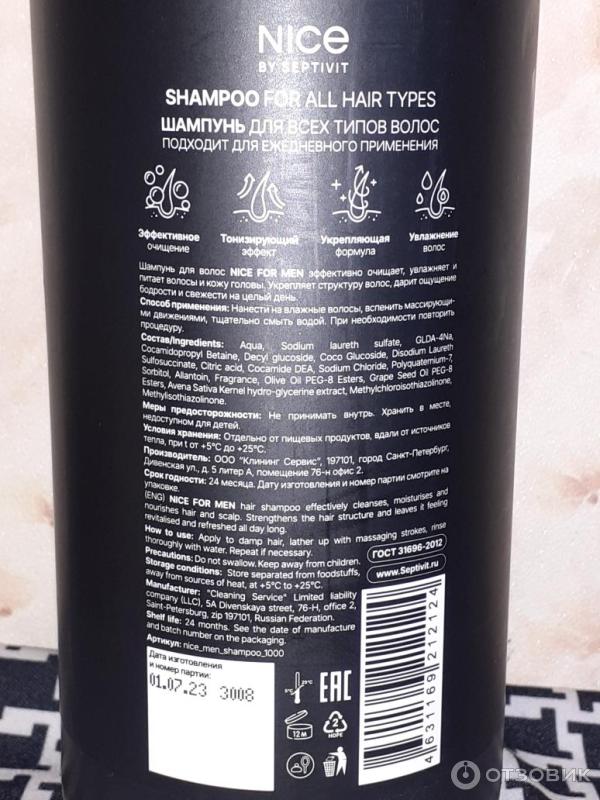 NICE
BY SEPTIVIT
SHAMPOO FOR ALL HAIR TYPES
ШАМПУНЬ ДЛЯ ВСЕХ ТИПОВ ВОЛОС
ПОДХОДИТ ДЛЯ ЕЖЕДНЕВНОГО ПРИМЕНЕНИЯ
Эффективное очищение
Тонизирующий эффект
Укрепляющая формула
Увлажнение волос
Шампунь для волос NICE FOR MEN эффективно очищает, увлажняет и
питает волосы и кожу головы. Укрепляет структуру волос, дарит ощущение
бодрости и свежести на целый день.
Способ применения: Нанести на влажные волосы, вспенить массирующи-
ми движениями, тщательно смыть водой. При необходимости повторить
процедуру.
Состав/Ingredients: Aqua, Sodium laureth sulfate, GLDA-4Na,
Cocamidopropyl Betaine, Decyl glucoside, Coco Glucoside, Disodium Laureth
Sulfosuccinate, Citric acid, Cocamide DEA, Sodium Chloride, Polyquaternium-7,
Sorbitol, Allantoin, Fragrance, Olive Oil PEG-8 Esters, Grape Seed Oil PEG-8
Esters, Avena Sativa Kernel hydro-glycerine extract, Methylchloroisothiazolinone,
Methylisothiazolinone.
Меры предосторожности: Не принимать внутрь. Хранить в месте,
недоступном для детей.
Условия хранения: Отдельно от пищевых продуктов, вдали от источников
тепла, при t от +5°C до +25°C.
Производитель: ООО "Клининг Сервис", 197101, город Санкт-Петербург,
Дивенская ул., д. 5 литер А, помещение 76-н офис 2.
Срок годности: 24 месяца. Дату изготовления и номер партии смотрите на
упаковке.
(ENG) NICE FOR MEN hair shampoo effectively cleanses, moisturises and
nourishes hair and scalp. Strengthens the hair structure and leaves it feeling
revitalised and refreshed all day long.
How to use: Apply to damp hair, lather up with massaging strokes, rinse
thoroughly with water. Repeat if necessary.
Precautions: Do not swallow. Keep away from children.
Storage conditions: Store separated from foodstuffs,
away from sources of heat, at +5°C to +25°C.
Manufacturer: "Cleaning Service" Limited liability
company (LLC), 5A Divenskaya street, 76-H, office 2,
Saint-Petersburg, zip 197101, Russian Federation.
Shelf life: 24 months. See the date of manufacture
and batch number on the packaging.
Артикул: nice_men_shampoo_1000
ГОСТ 31696-2012
www.Septivit.ru
Дата изготовления
и номер партии:
01.07.23 3008
5°C 25°C
EAC
12 M
2
HDPE
4 631169 212124
ОТЗОВИК